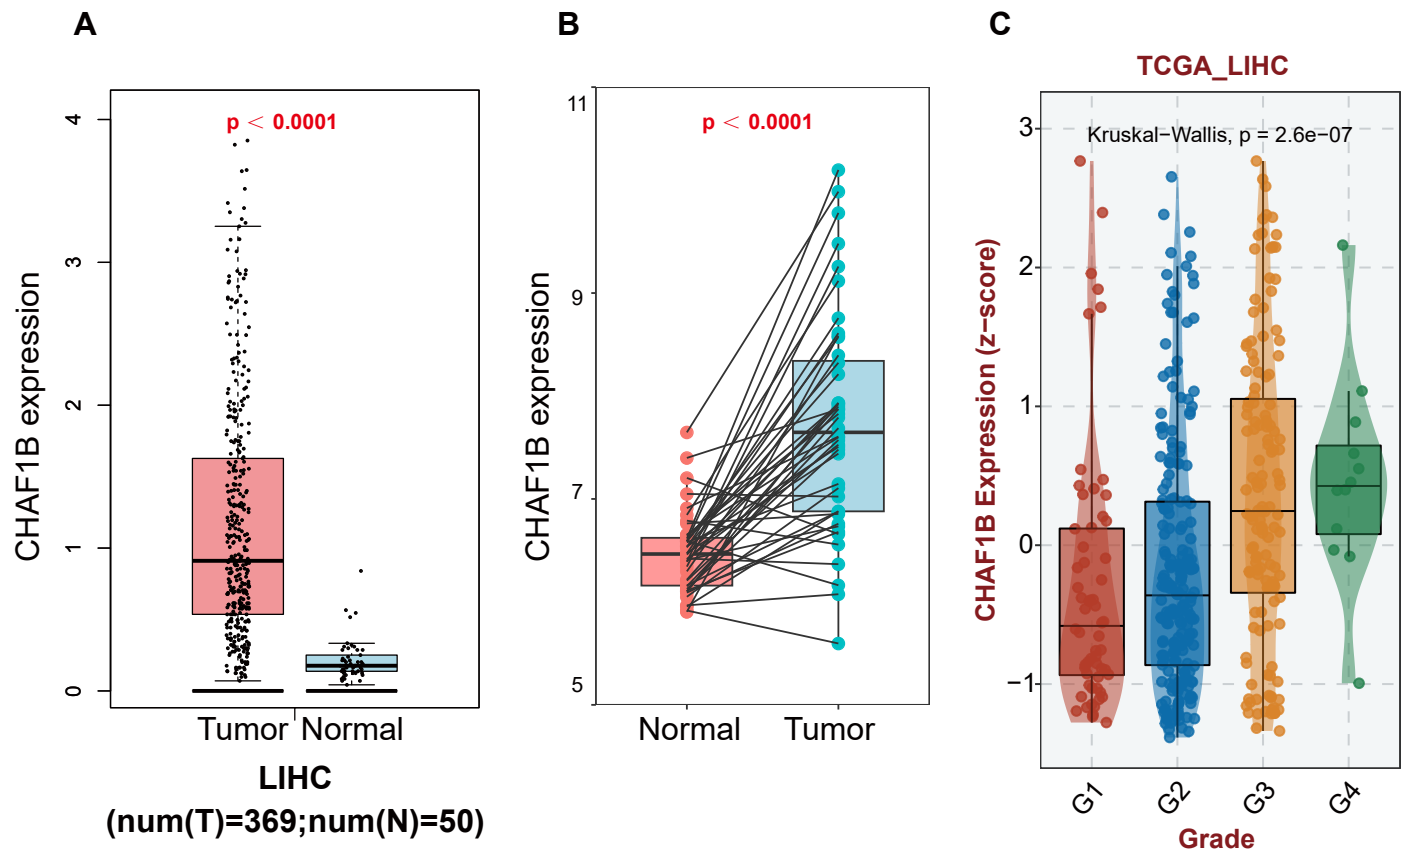 A
p < 0.0001
CHAF1B expression
4
3
2
1
0
Tumor Normal
LIHC
(num(T)=369;num(N)=50)
B
p < 0.0001
CHAF1B expression
11
9
7
5
Normal Tumor
C
TCGA_LIHC
Kruskal−Wallis, p = 2.6e−07
CHAF1B Expression (z−score)
3
2
1
0
−1
G1 G2 G3 G4
Grade